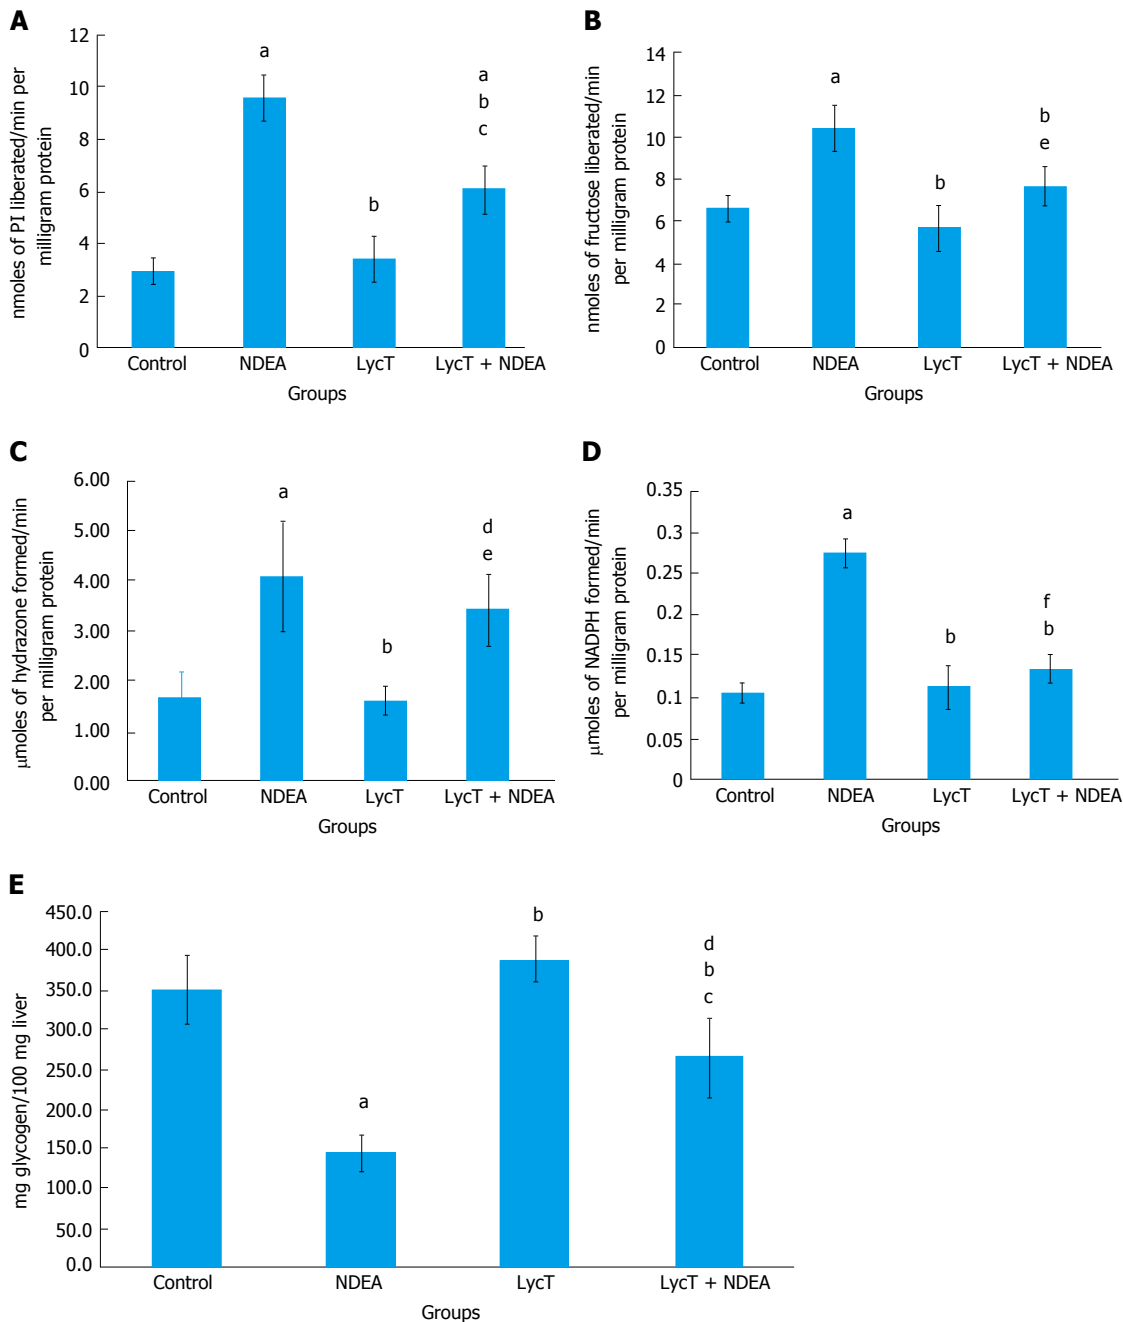 A
nmoles of PI liberated/min per
milligram protein
12
10
8
6
4
2
0
a
b
a
b
c
Control NDEA LycT LycT + NDEA
Groups
B
nmoles of fructose liberated/min
per milligram protein
14
12
10
8
6
4
2
0
a
b
b
e
Control NDEA LycT LycT + NDEA
Groups
C
μmoles of hydrazone formed/min
per milligram protein
6.00
5.00
4.00
3.00
2.00
1.00
0.00
a
b
d
e
Control NDEA LycT LycT + NDEA
Groups
D
μmoles of NADPH formed/min
per milligram protein
0.35
0.3
0.25
0.2
0.15
0.1
0.05
0
a
b
f
b
Control NDEA LycT LycT + NDEA
Groups
E
mg glycogen/100 mg liver
450.0
400.0
350.0
300.0
250.0
200.0
150.0
100.0
50.0
0.0
a
b
d
b
c
Control NDEA LycT LycT + NDEA
Groups